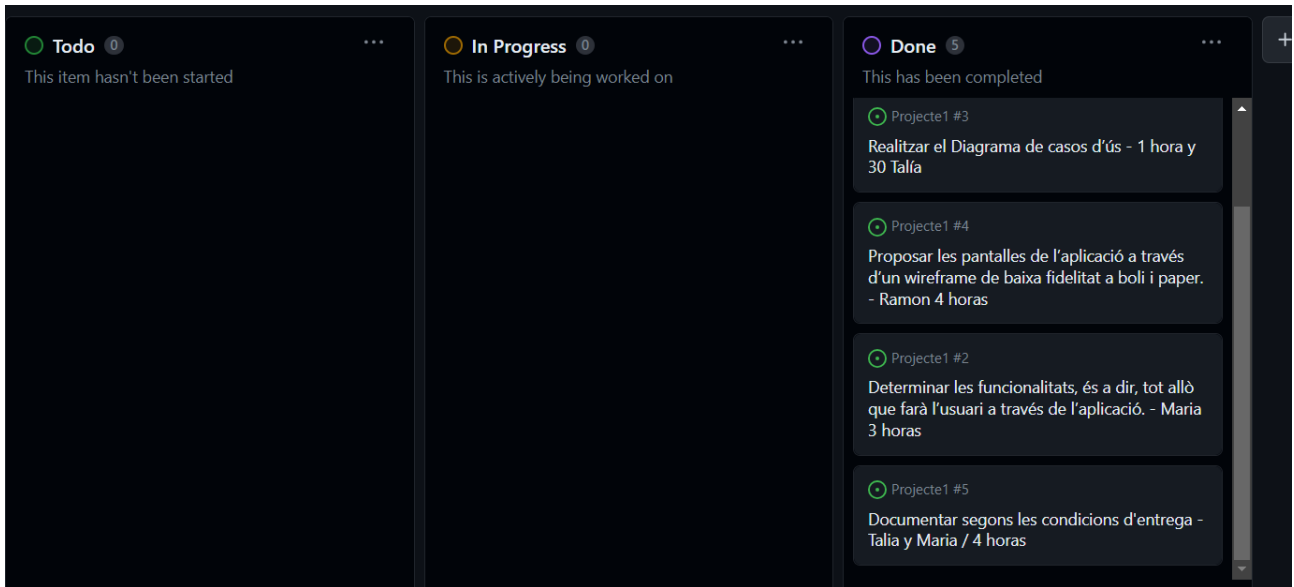 Todo 0
This item hasn't been started
In Progress 0
This is actively being worked on
Done 5
This has been completed
Projecte1 #3
Realitzar el Diagrama de casos d'ús - 1 hora y
30 Talía
Projecte1 #4
Proposar les pantalles de l'aplicació a través
d'un wireframe de baixa fidelitat a boli i paper.
- Ramon 4 horas
Projecte1 #2
Determinar les funcionalitats, és a dir, tot allò
que farà l'usuari a través de l'aplicació. - Maria
3 horas
Projecte1 #5
Documentar segons les condicions d'entrega -
Talia y Maria / 4 horas